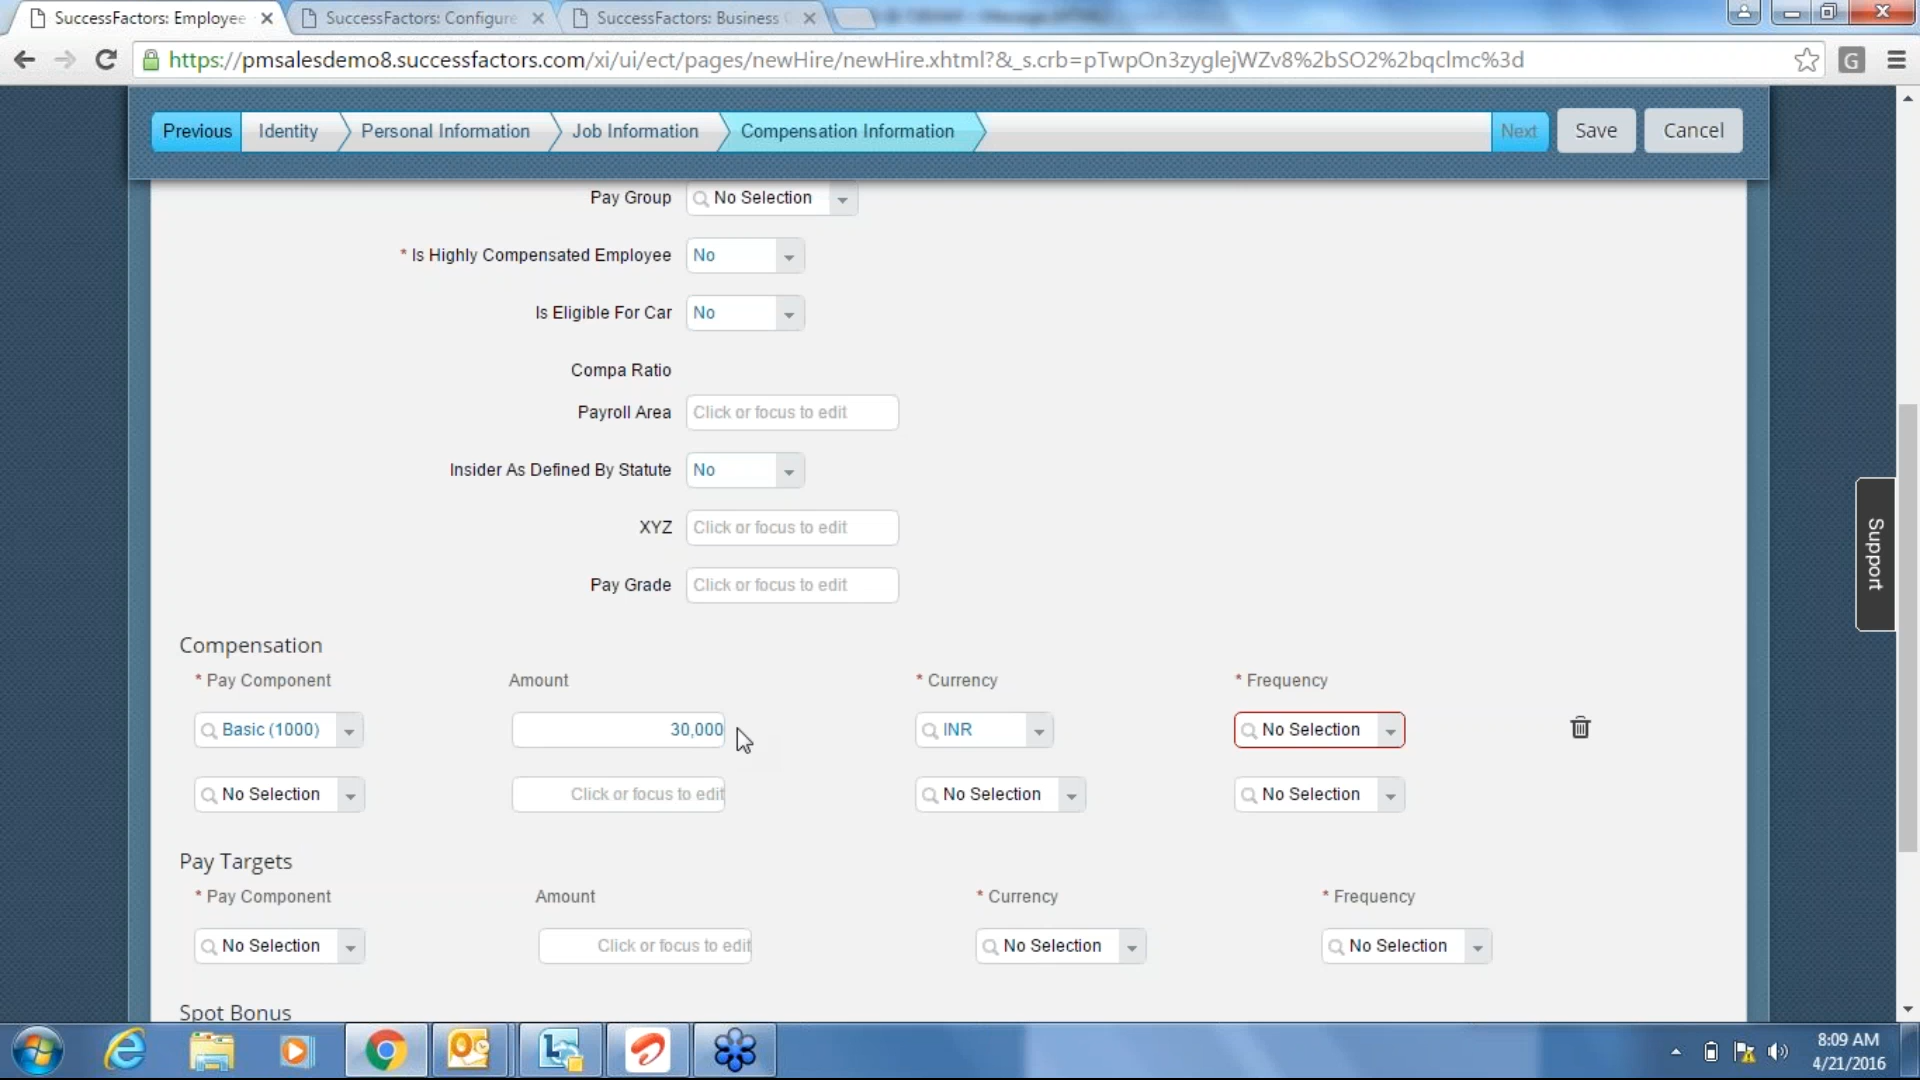 SuccessFactors: Employee
SuccessFactors: Configure
SuccessFactors: Business
https://pmsalesdemo8.successfactors.com/xi/ui/ect/pages/newHire/newHire.xhtml?&_s.crb=pTwpOn3zyglejWZv8%2bSO2%2bqclmc%3d
G
Previous Identity Personal Information Job Information Compensation Information Next Save Cancel
Pay Group No Selection
* Is Highly Compensated Employee No
Is Eligible For Car No
Compa Ratio
Payroll Area Click or focus to edit
Insider As Defined By Statute No
XYZ Click or focus to edit
Pay Grade Click or focus to edit
Support
Compensation
* Pay Component Amount * Currency * Frequency
Basic (1000) 30,000 INR No Selection
No Selection Click or focus to edit No Selection No Selection
Pay Targets
* Pay Component Amount * Currency * Frequency
No Selection Click or focus to edit No Selection No Selection
Spot Bonus
8:09 AM
4/21/2016